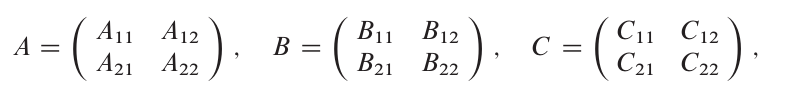 A = ( A₁₁ A₁₂ ) , B = ( B₁₁ B₁₂ ) . C = ( C₁₁ C₁₂ ) ,
A₂₁ A₂₂ B₂₁ B₂₂ C₂₁ C₂₂